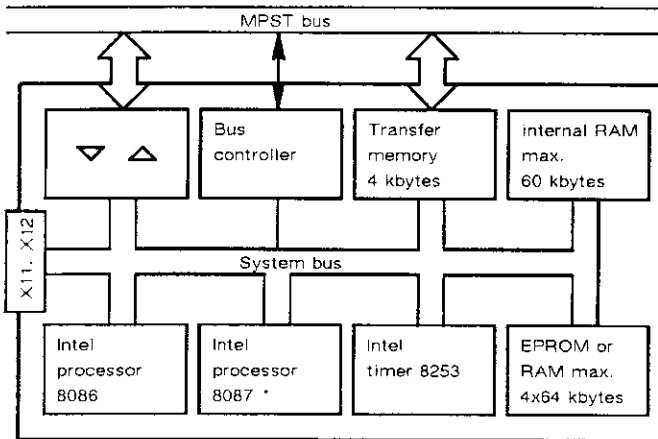 MPST bus
Bus
controller
Transfer
memory
4 kbytes
internal RAM
max.
60 kbytes
X11. X12
System bus
Intel
processor
8086
Intel
processor
8087 *
Intel
timer 8253
EPROM or
RAM max.
4x64 kbytes